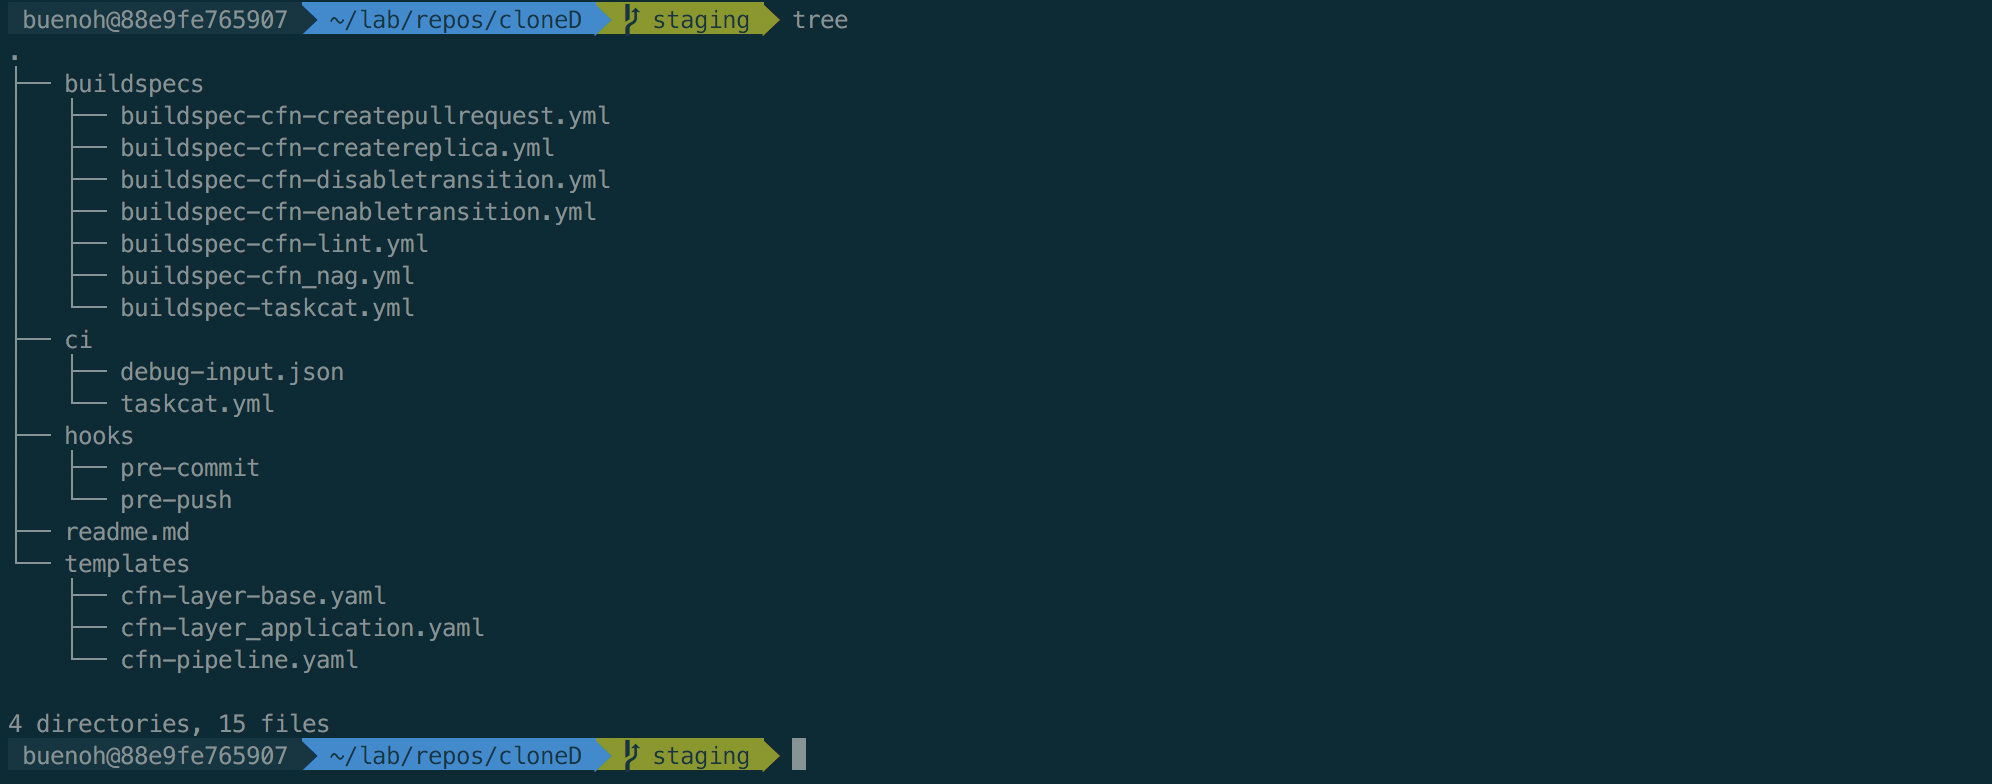 buenoh@88e9fe765907 ~/lab/repos/cloneD staging tree
.
├── buildspecs
│   ├── buildspec-cfn-createpullrequest.yml
│   ├── buildspec-cfn-createreplica.yml
│   ├── buildspec-cfn-disabletransition.yml
│   ├── buildspec-cfn-enabletransition.yml
│   ├── buildspec-cfn-lint.yml
│   ├── buildspec-cfn_nag.yml
│   └── buildspec-taskcat.yml
├── ci
│   ├── debug-input.json
│   └── taskcat.yml
├── hooks
│   ├── pre-commit
│   └── pre-push
├── readme.md
└── templates
    ├── cfn-layer-base.yaml
    ├── cfn-layer_application.yaml
    └── cfn-pipeline.yaml

4 directories, 15 files
buenoh@88e9fe765907 ~/lab/repos/cloneD staging